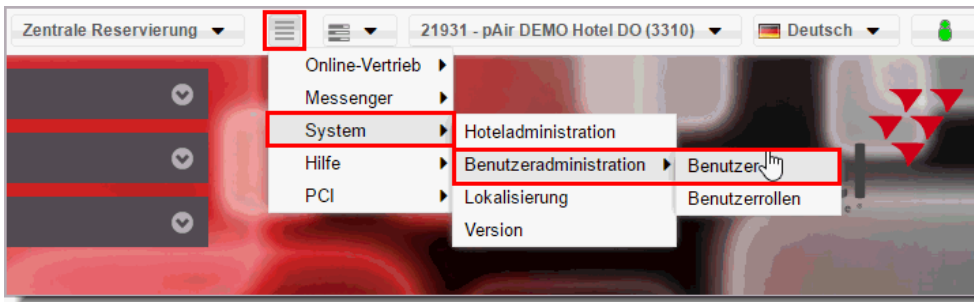 Zentrale Reservierung
21931 - pAir DEMO Hotel DO (3310)
Deutsch
Online-Vertrieb
Messenger
System
Hilfe
PCI
Hoteladministration
Benutzeradministration
Lokalisierung
Version
Benutzer
Benutzerrollen